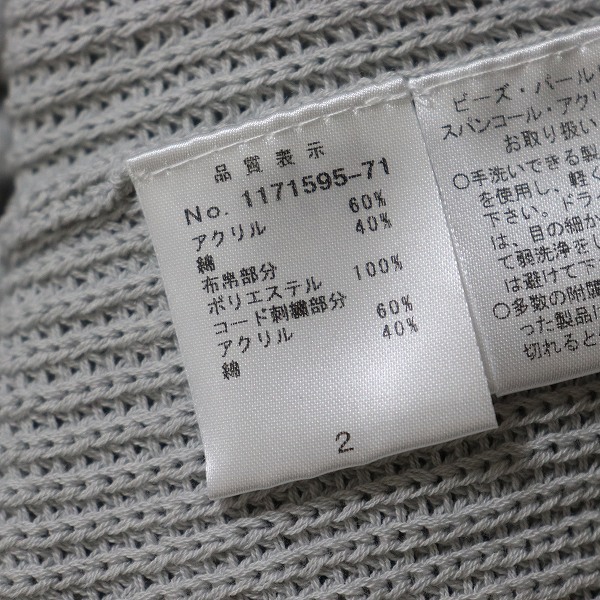 品質表示
No. 1171595-71
アクリル 60%
綿 40%
布帛部分
ポリエステル 100%
コード刺繍部分
アクリル 60%
綿 40%
2
ビーズ・パール
スパンコール・アクリ
お取り扱い
○手洗いできる製
を使用し、軽く
下さい。ドライ
は、目の細か
て弱洗浄をし
は避けて下
○多数の附属
った製品に
切れると